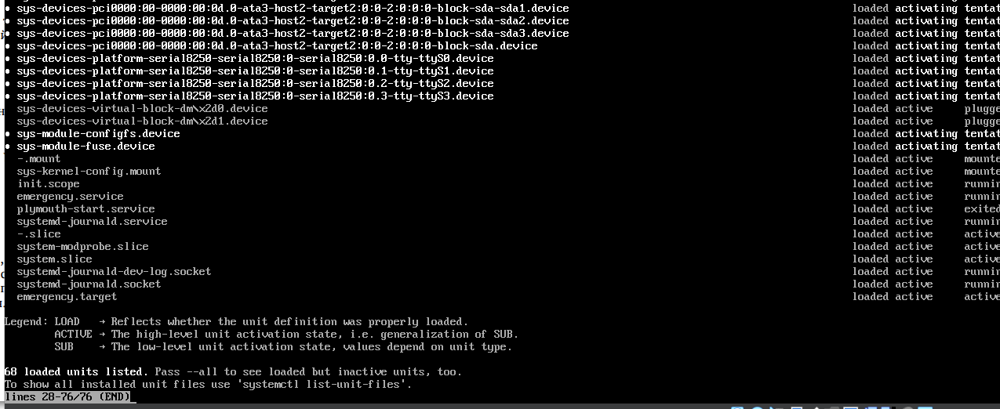 ● sys-devices-pci0000:00-0000:00:0d.0-ata3-host2-target2:0:0-2:0:0:0-block-sda-sda1.device loaded activating tentat
● sys-devices-pci0000:00-0000:00:0d.0-ata3-host2-target2:0:0-2:0:0:0-block-sda-sda2.device loaded activating tentat
● sys-devices-pci0000:00-0000:00:0d.0-ata3-host2-target2:0:0-2:0:0:0-block-sda-sda3.device loaded activating tentat
● sys-devices-pci0000:00-0000:00:0d.0-ata3-host2-target2:0:0-2:0:0:0-block-sda.device loaded activating tentat
● sys-devices-platform-serial8250-serial8250:0-serial8250:0.0-tty-ttyS0.device loaded activating tentat
● sys-devices-platform-serial8250-serial8250:0-serial8250:0.1-tty-ttyS1.device loaded activating tentat
● sys-devices-platform-serial8250-serial8250:0-serial8250:0.2-tty-ttyS2.device loaded activating tentat
● sys-devices-platform-serial8250-serial8250:0-serial8250:0.3-tty-ttyS3.device loaded activating tentat
sys-devices-virtual-block-dm\x2d0.device loaded active plugge
sys-devices-virtual-block-dm\x2d1.device loaded active plugge
● sys-module-configfs.device loaded activating tentat
● sys-module-fuse.device loaded activating tentat
-.mount loaded active mounte
sys-kernel-config.mount loaded active mounte
init.scope loaded active runnin
emergency.service loaded active runnin
plymouth-start.service loaded active exited
systemd-journald.service loaded active runnin
-.slice loaded active active
system-modprobe.slice loaded active active
system.slice loaded active active
systemd-journald-dev-log.socket loaded active runnin
systemd-journald.socket loaded active runnin
emergency.target loaded active active
Legend: LOAD → Reflects whether the unit definition was properly loaded.
ACTIVE → The high-level unit activation state, i.e. generalization of SUB.
SUB → The low-level unit activation state, values depend on unit type.
68 loaded units listed. Pass --all to see loaded but inactive units, too.
To show all installed unit files use 'systemctl list-unit-files'.
lines 28-76/76 (END)